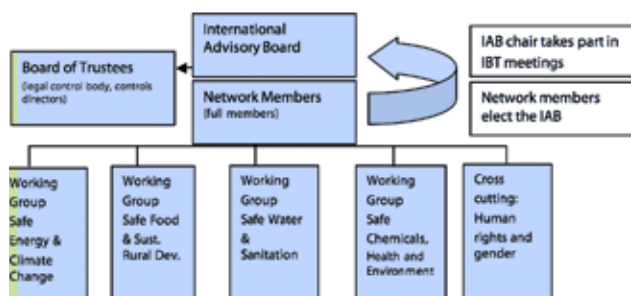 International
Advisory Board
IAB chair takes part in
IBT meetings
Board of Trustees
(legal control body, controls
directors)
Network Members
(full members)
Network members
elect the IAB
Working
Group
Safe
Energy &
Climate
Change
Working
Group
Safe Food
& Sust.
Rural Dev.
Working
Group
Safe Water
&
Sanitation
Working
Group
Safe
Chemicals,
Health and
Environment
Cross
cutting:
Human
rights and
gender